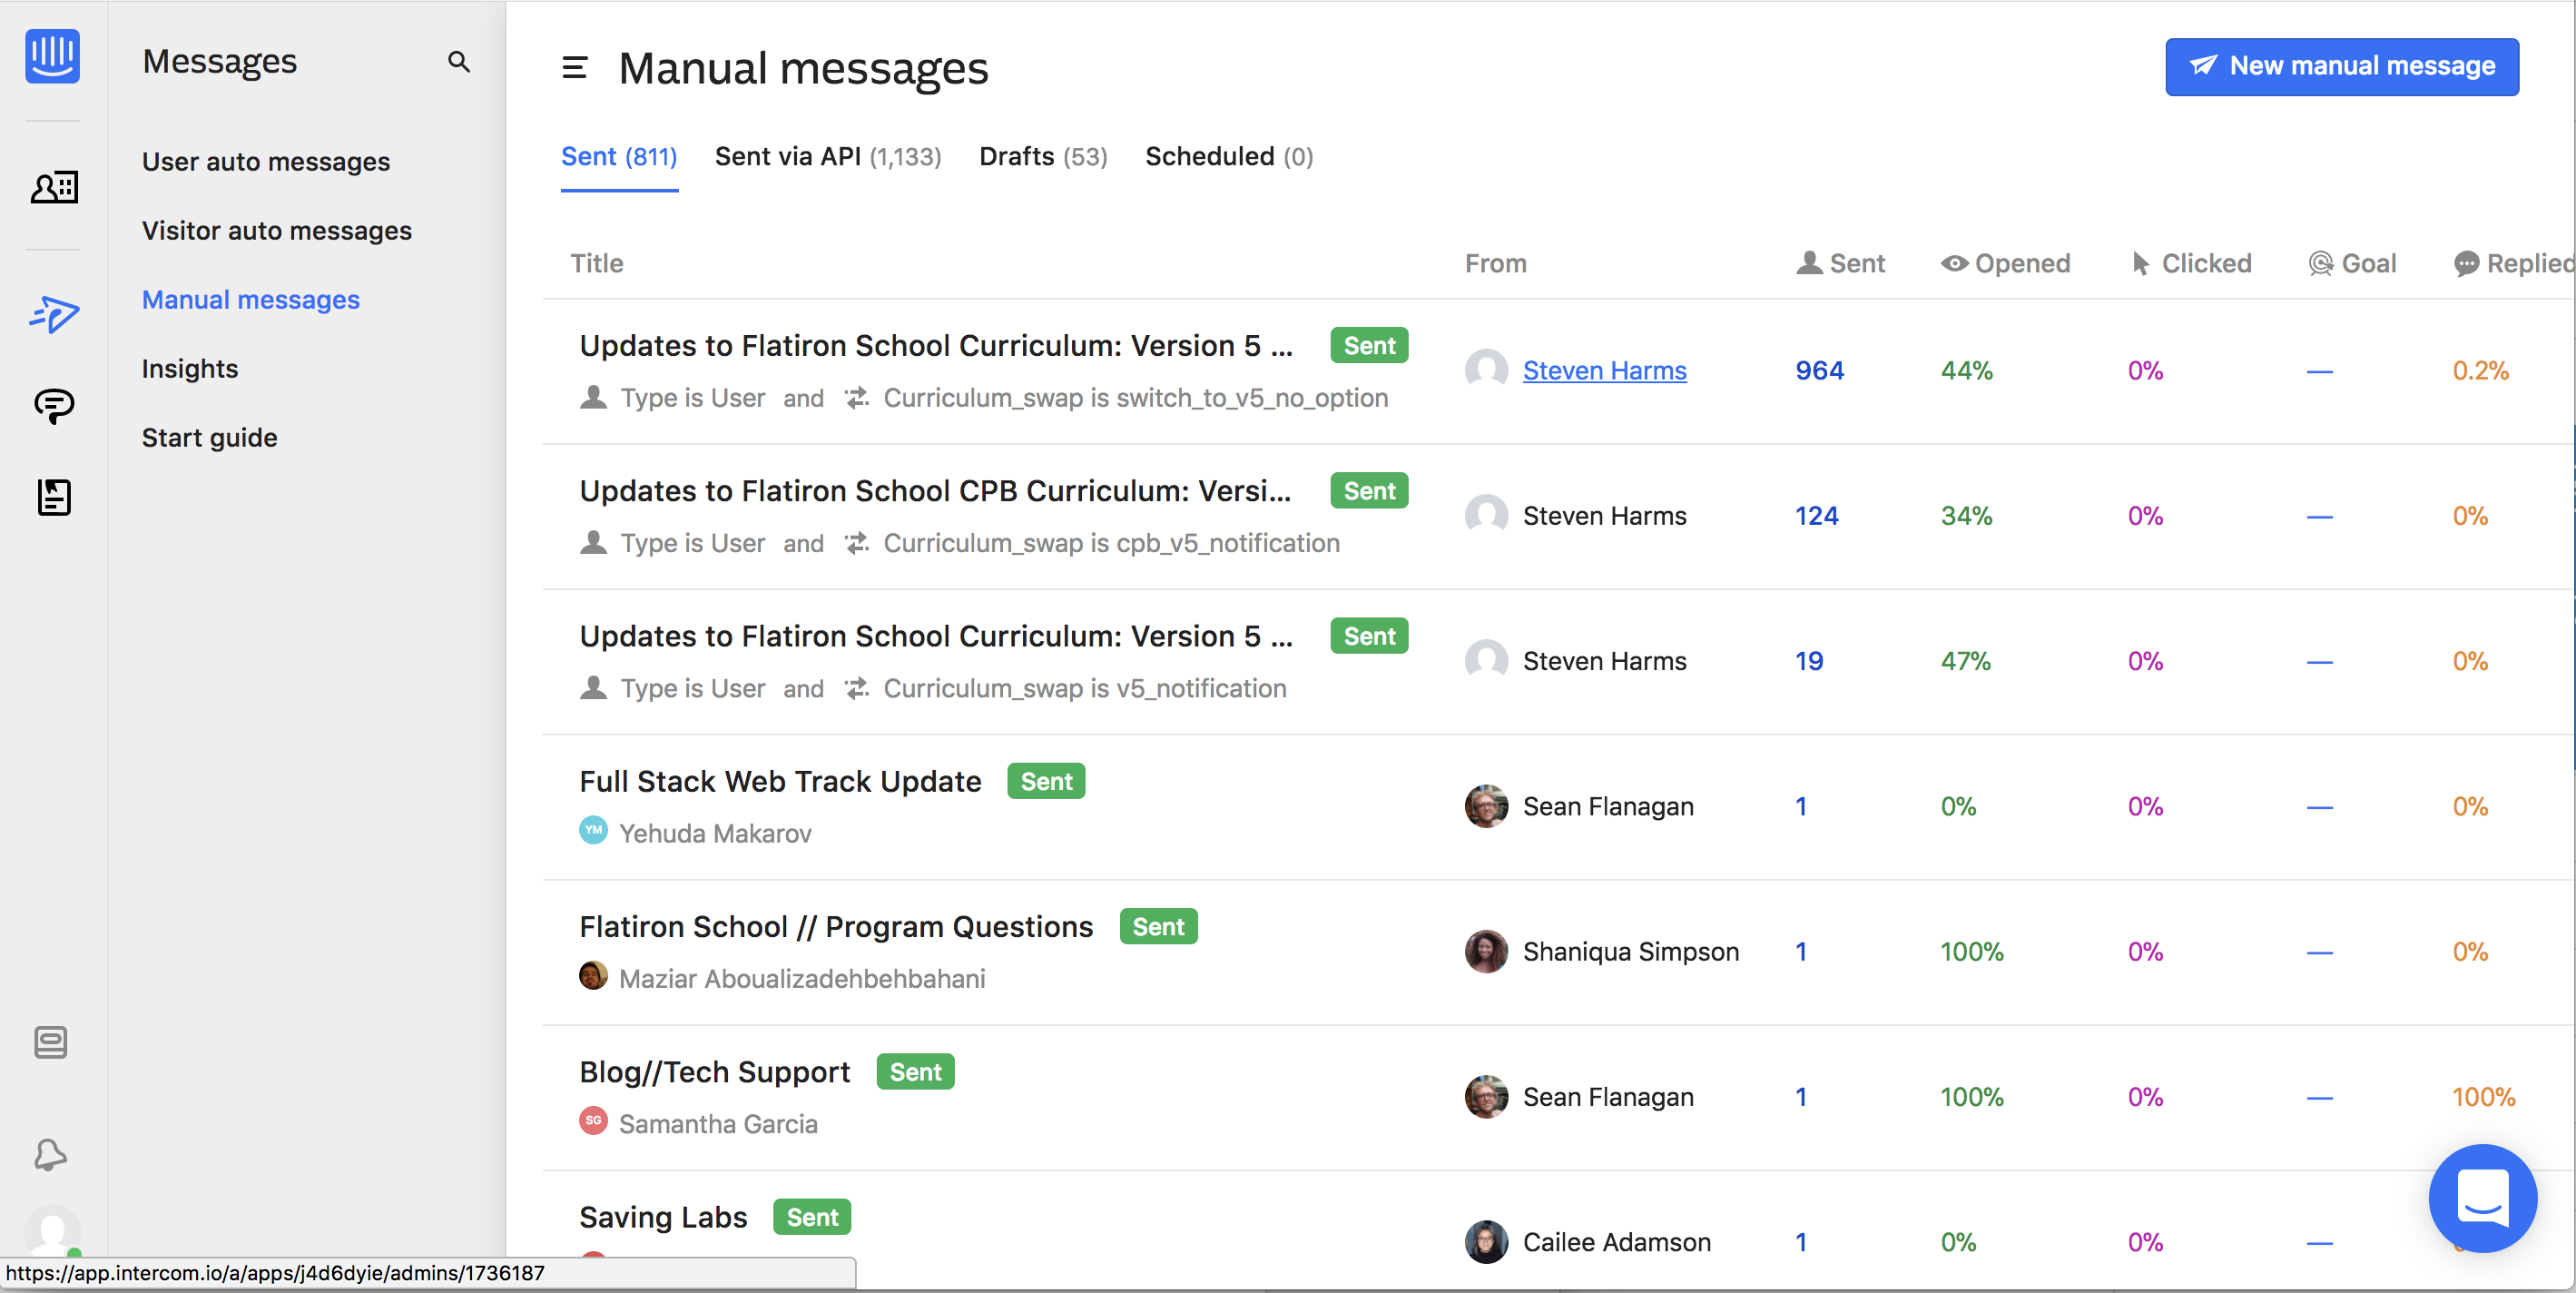 Messages
User auto messages
Visitor auto messages
Manual messages
Insights
Start guide
Manual messages
New manual message
Sent (811) Sent via API (1,133) Drafts (53) Scheduled (0)
Title From Sent Opened Clicked Goal Replied
Updates to Flatiron School Curriculum: Version 5 ... Sent
Type is User and Curriculum_swap is switch_to_v5_no_option
Steven Harms 964 44% 0% — 0.2%
Updates to Flatiron School CPB Curriculum: Versi... Sent
Type is User and Curriculum_swap is cpb_v5_notification
Steven Harms 124 34% 0% — 0%
Updates to Flatiron School Curriculum: Version 5 ... Sent
Type is User and Curriculum_swap is v5_notification
Steven Harms 19 47% 0% — 0%
Full Stack Web Track Update Sent
YM Yehuda Makarov
Sean Flanagan 1 0% 0% — 0%
Flatiron School // Program Questions Sent
Maziar Aboualizadehbehbahani
Shaniqua Simpson 1 100% 0% — 0%
Blog//Tech Support Sent
SG Samantha Garcia
Sean Flanagan 1 100% 0% — 100%
Saving Labs Sent
Cailee Adamson 1 0% 0% —
https://app.intercom.io/a/apps/j4d6dyie/admins/1736187